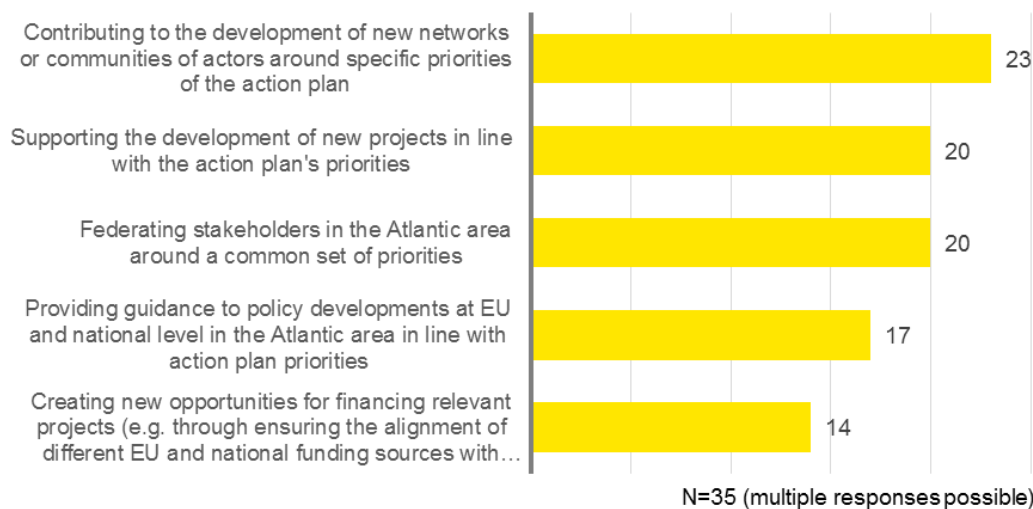 Contributing to the development of new networks
or communities of actors around specific priorities
of the action plan
23
Supporting the development of new projects in line
with the action plan's priorities
20
Federating stakeholders in the Atlantic area
around a common set of priorities
20
Providing guidance to policy developments at EU
and national level in the Atlantic area in line with
action plan priorities
17
Creating new opportunities for financing relevant
projects (e.g. through ensuring the alignment of
different EU and national funding sources with…
14
N=35 (multiple responses possible)